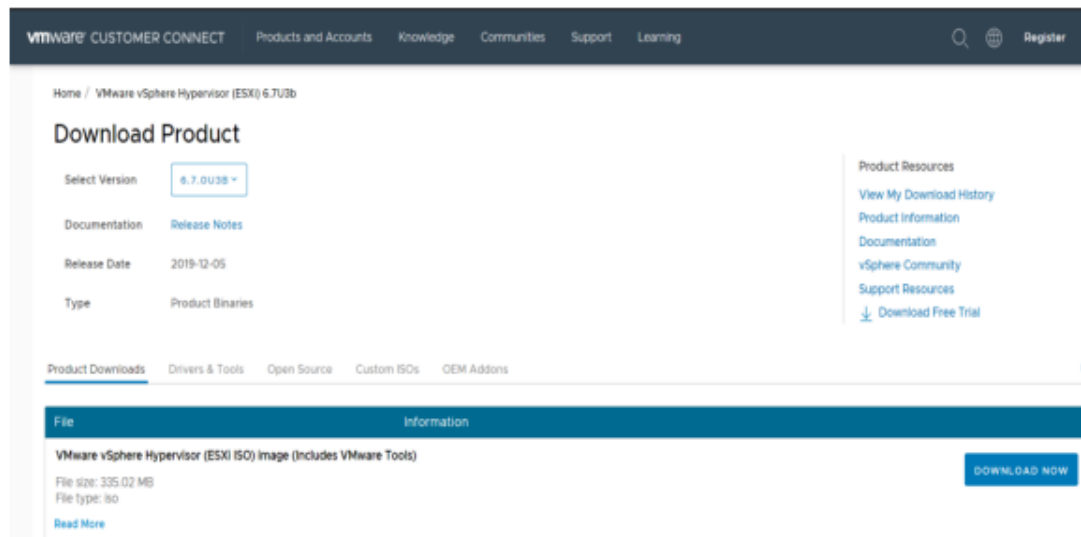 vmware CUSTOMER CONNECT Products and Accounts Knowledge Communities Support Learning Register
Home / VMware vSphere Hypervisor (ESXi) 6.7U3b
Download Product
Select Version 6.7.0U3B
Documentation Release Notes
Release Date 2019-12-05
Type Product Binaries
Product Resources
View My Download History
Product Information
Documentation
vSphere Community
Support Resources
Download Free Trial
Product Downloads Drivers & Tools Open Source Custom ISOs OEM Addons
File Information
VMware vSphere Hypervisor (ESXi ISO) image (Includes VMware Tools)
File size: 335.02 MB
File type: iso
Read More
DOWNLOAD NOW